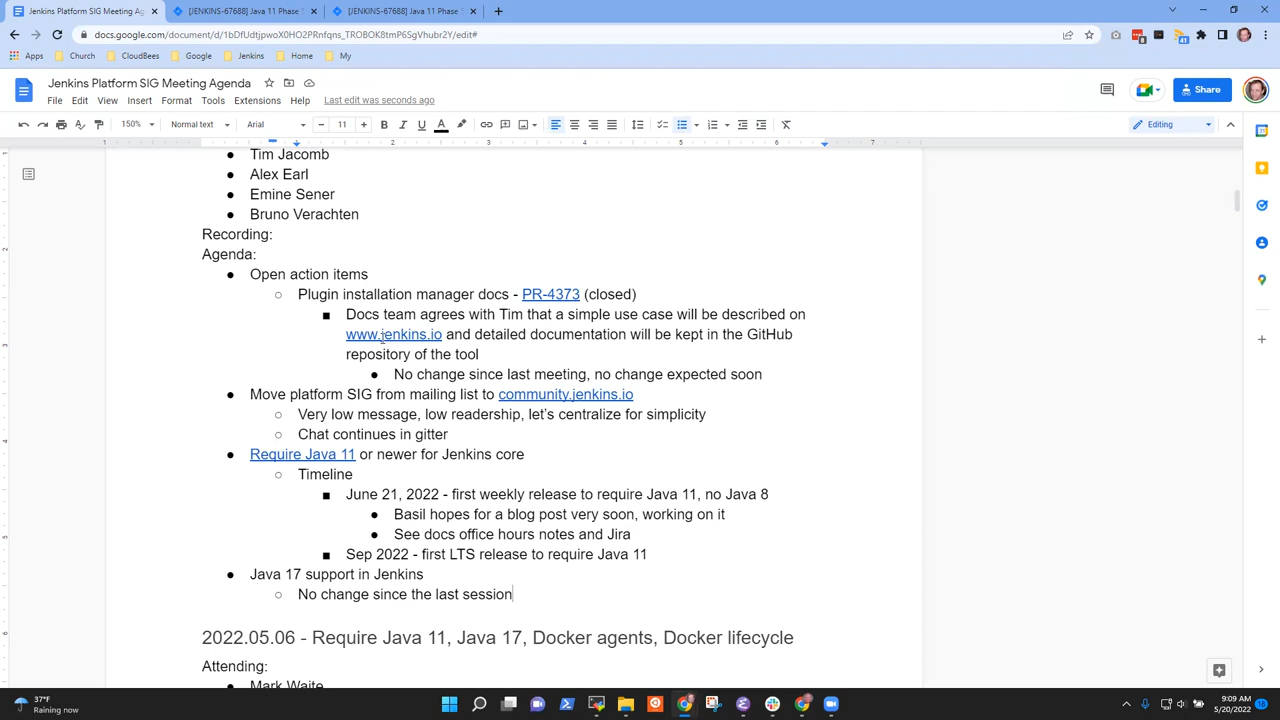 Jenkins Platform SIG Meeting Age
[JENKINS-67688] Java 11 Phase
[JENKINS-67688] Java 11 Phase
docs.google.com/document/d/1bDfUdtjpwoX0HO2PRnfqns_TROBOK8tmP6SgVhubr2Y/edit#
Church
CloudBees
Google
Jenkins
Home
My
Jenkins Platform SIG Meeting Agenda
File Edit View Insert Format Tools Extensions Help Last edit was seconds ago
Share
150% Normal text Arial 11 Editing
Tim Jacomb
Alex Earl
Emine Sener
Bruno Verachten
Recording:
Agenda:
● Open action items
○ Plugin installation manager docs - PR-4373 (closed)
■ Docs team agrees with Tim that a simple use case will be described on
www.jenkins.io and detailed documentation will be kept in the GitHub
repository of the tool
● No change since last meeting, no change expected soon
● Move platform SIG from mailing list to community.jenkins.io
○ Very low message, low readership, let's centralize for simplicity
○ Chat continues in gitter
● Require Java 11 or newer for Jenkins core
○ Timeline
■ June 21, 2022 - first weekly release to require Java 11, no Java 8
● Basil hopes for a blog post very soon, working on it
● See docs office hours notes and Jira
■ Sep 2022 - first LTS release to require Java 11
● Java 17 support in Jenkins
○ No change since the last session
2022.05.06 - Require Java 11, Java 17, Docker agents, Docker lifecycle
Attending:
● Mark Waite
37°F
Raining now
9:09 AM
5/20/2022